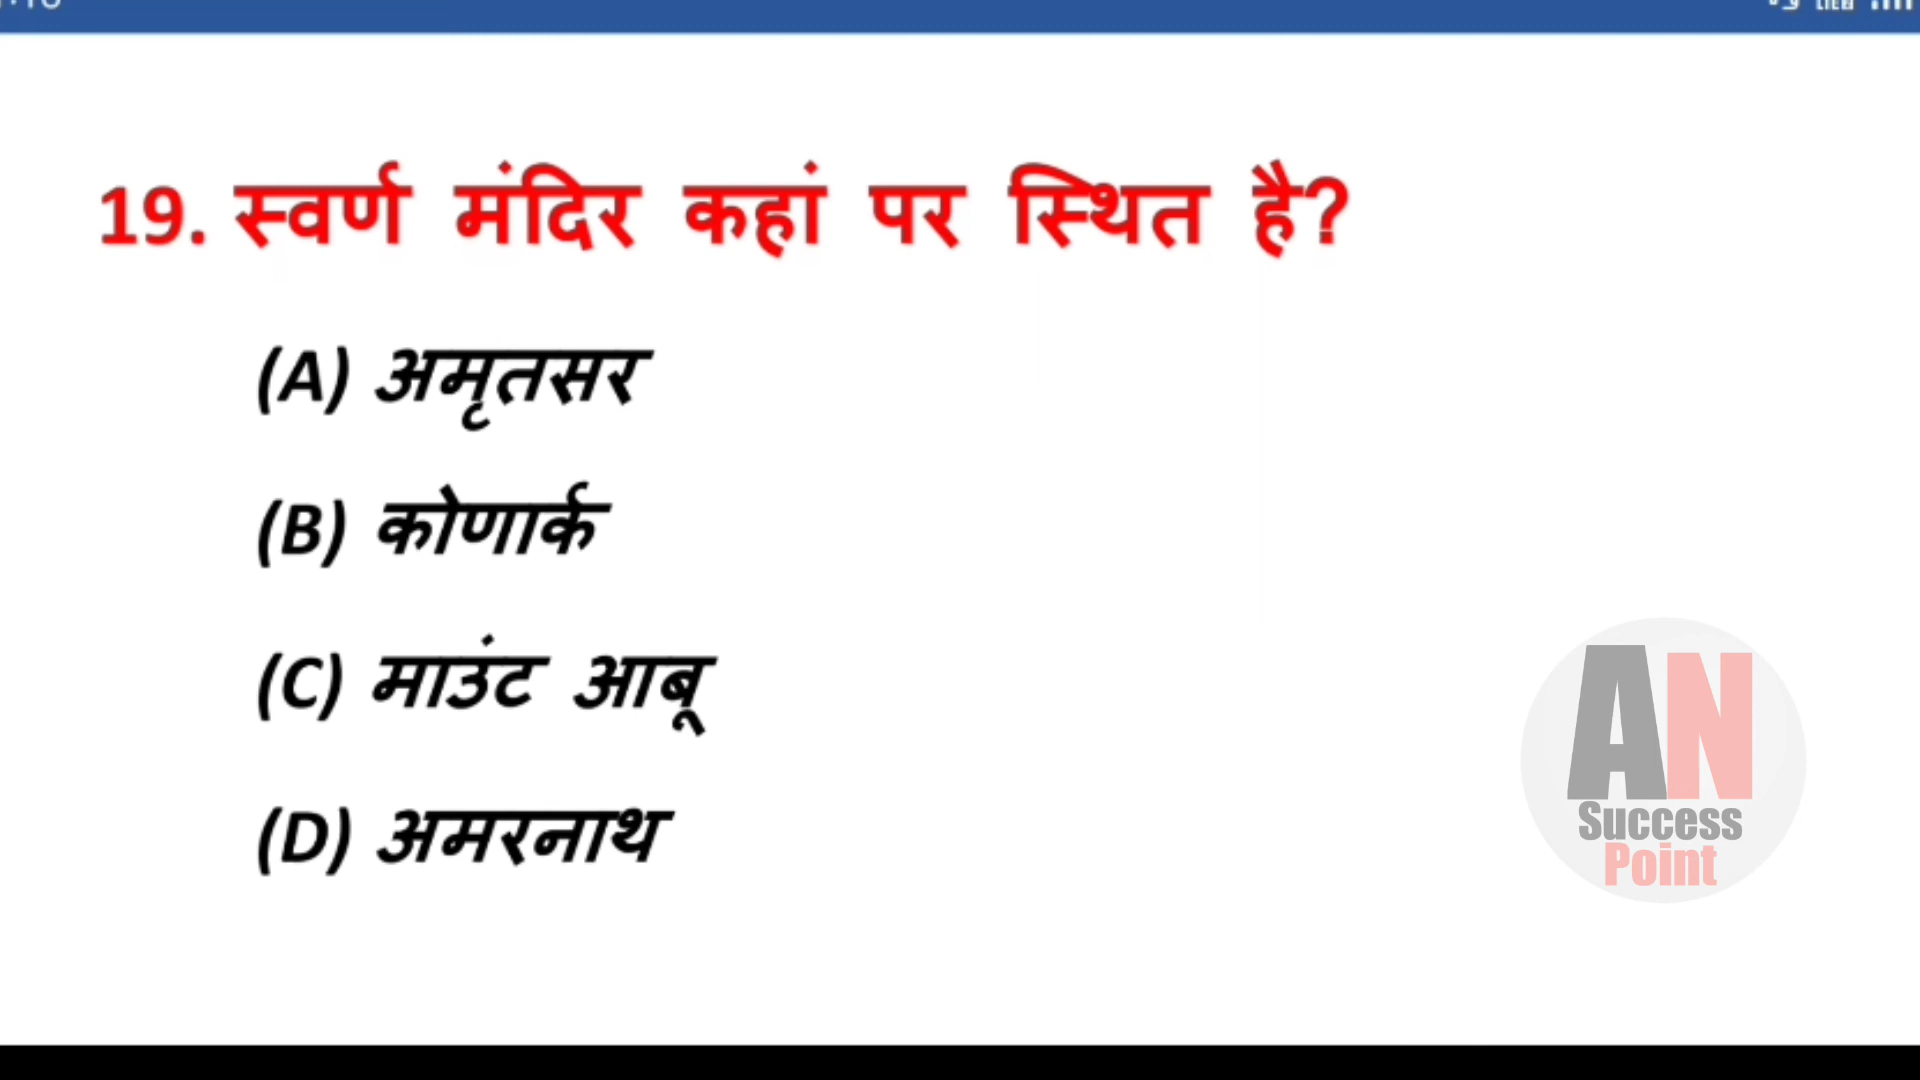 19. स्वर्ण मंदिर कहां पर स्थित है?
(A) अमृतसर
(B) कोणार्क
(C) माउंट आबू
(D) अमरनाथ
AN
Success
Point